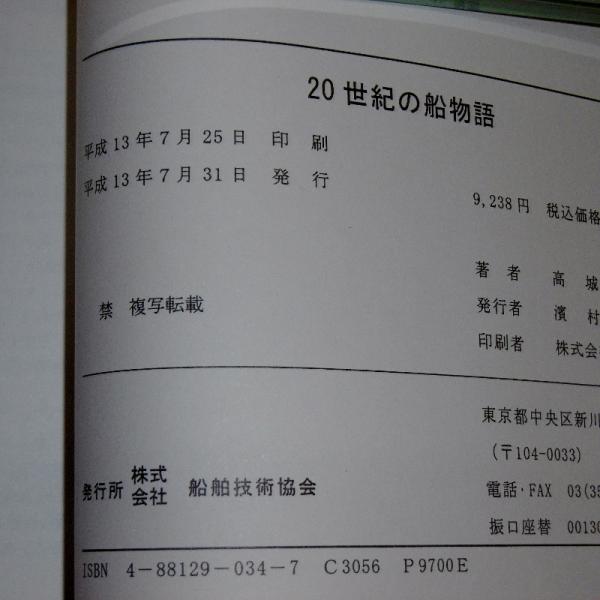 20世紀の船物語
平成13年7月25日 印刷
平成13年7月31日 発行
9,238円 税込価格
著者 高城
禁 複写転載
発行者 濱村
印刷者 株式会
東京都中央区新川
(〒104-0033)
発行所 株式会社 船舶技術協会
電話・FAX 03(35
振口座替 00130
ISBN 4-88129-034-7 C3056 P9700E